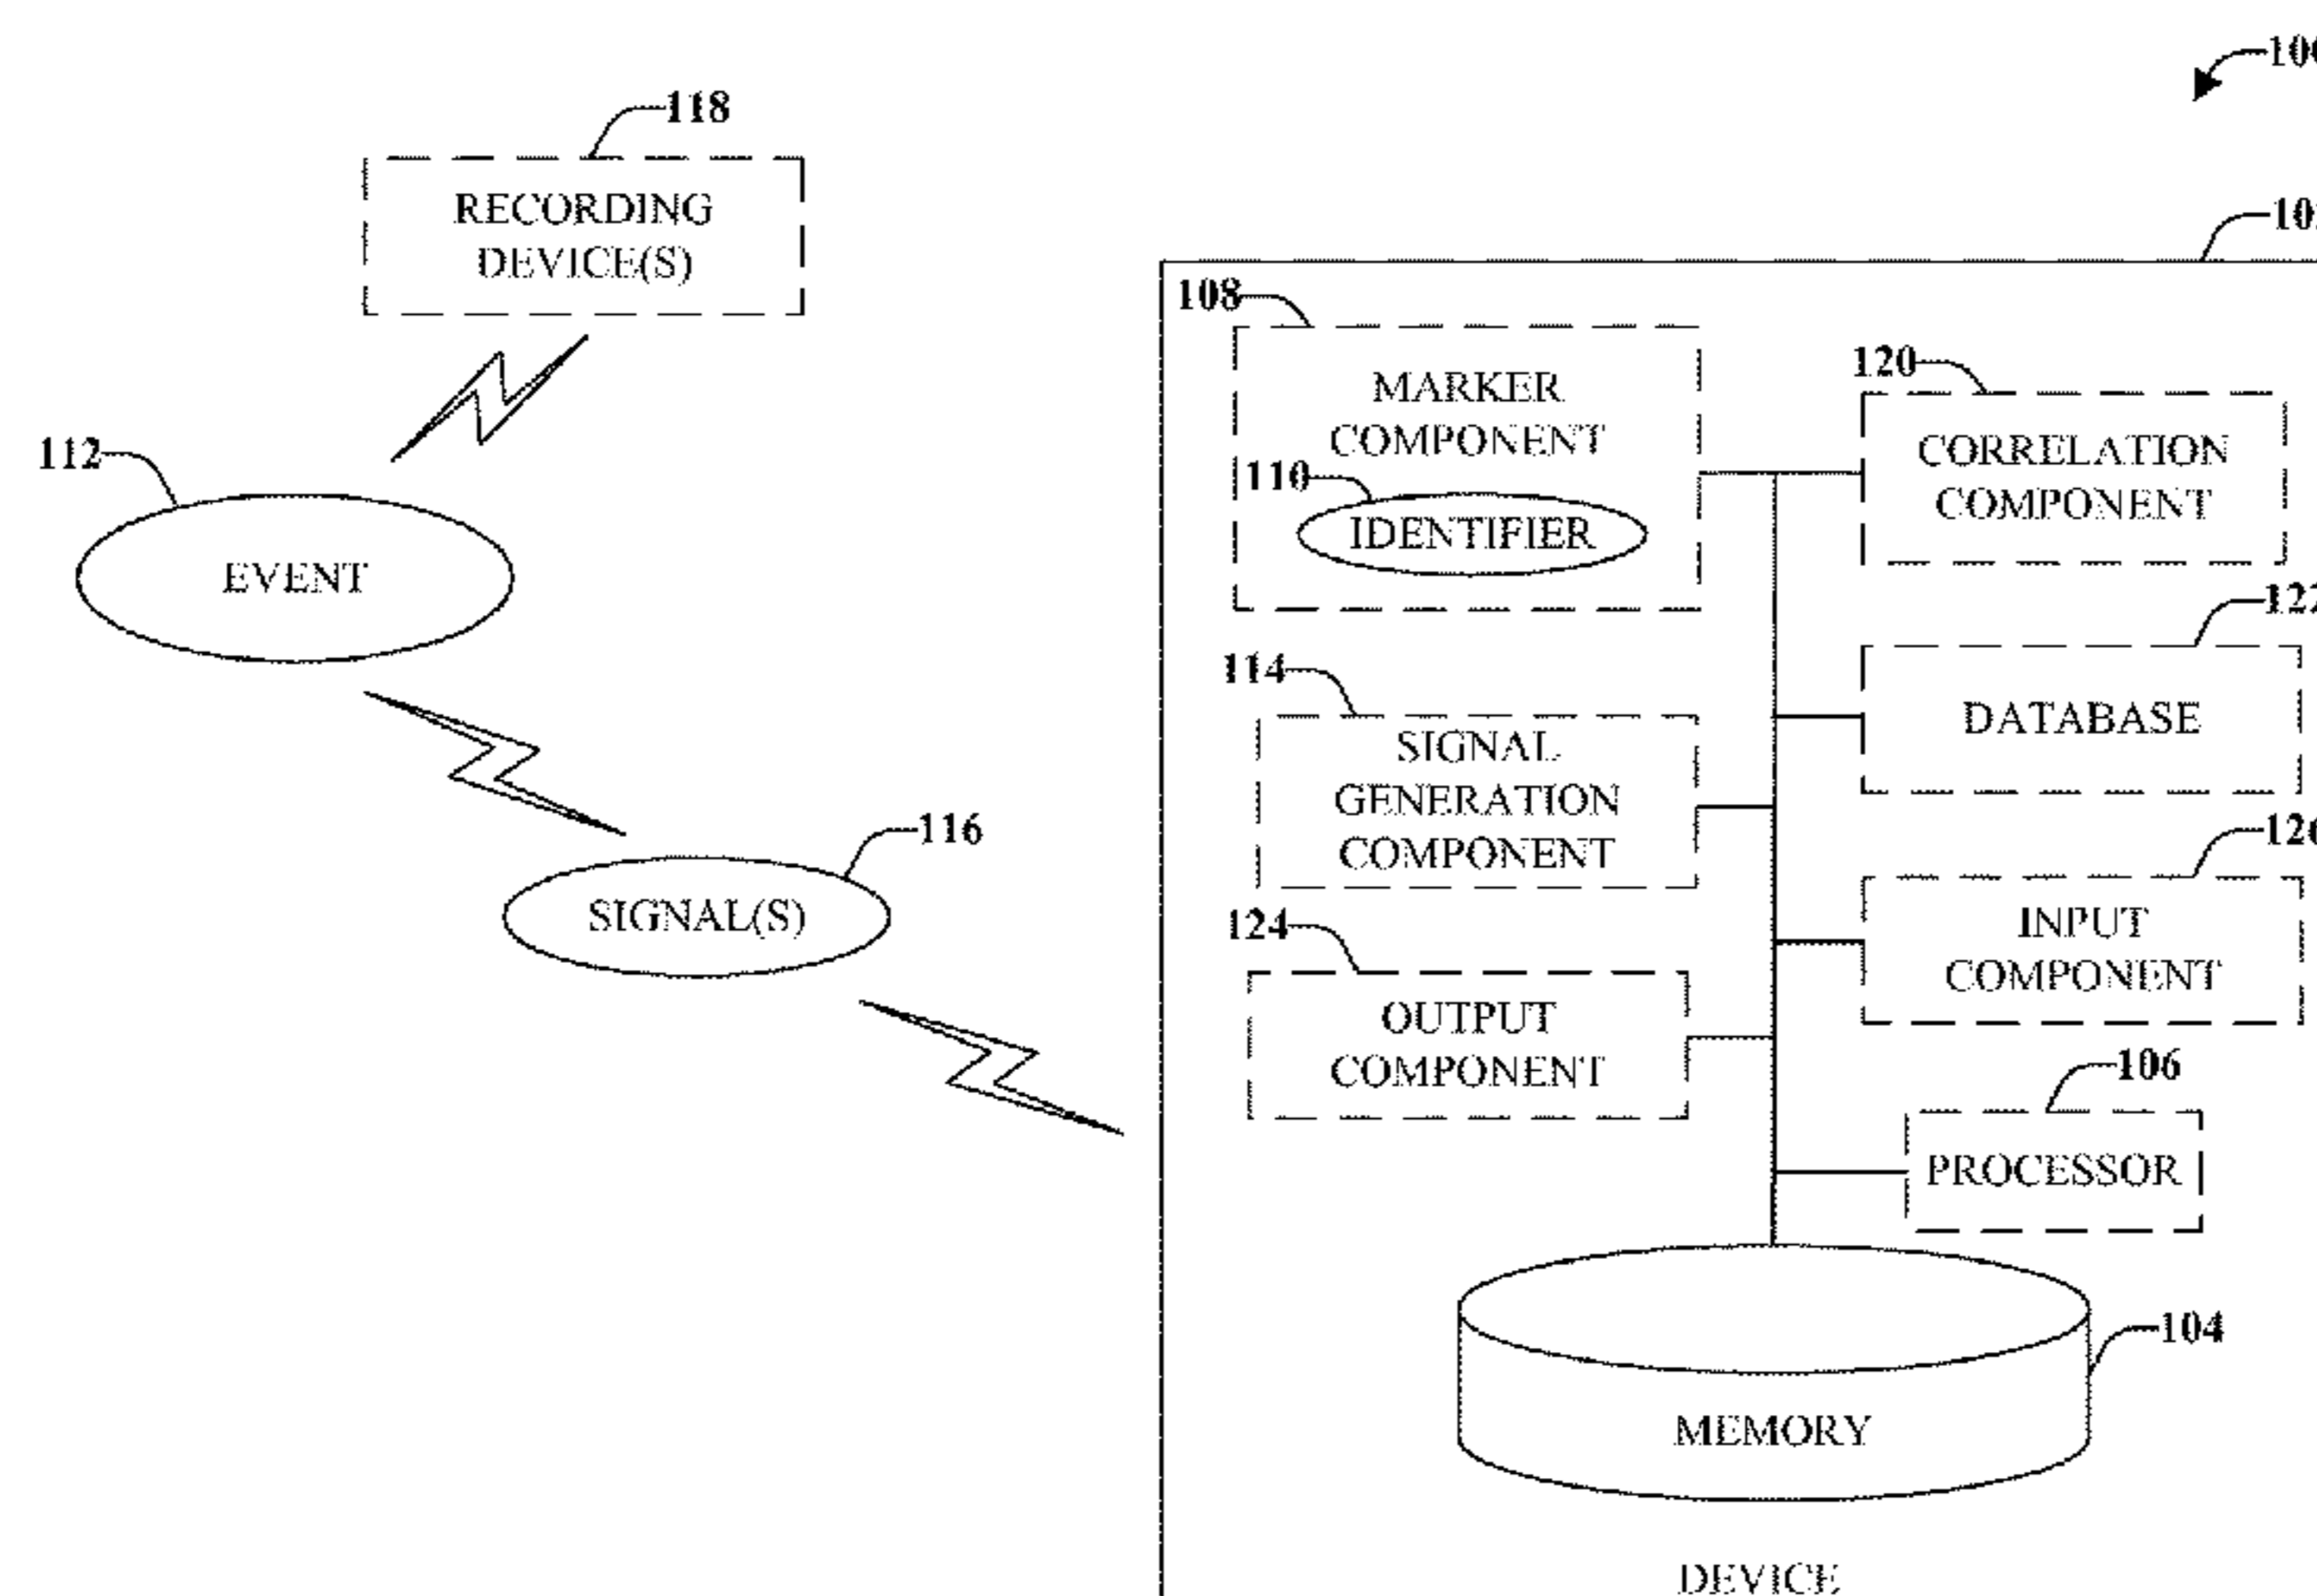 118
RECORDING
DEVICE(S)
112
EVENT
116
SIGNAL(S)
108
MARKER
COMPONENT
110
IDENTIFIER
120
CORRELATION
COMPONENT
DATABASE
114
SIGNAL
GENERATION
COMPONENT
INPUT
COMPONENT
124
OUTPUT
COMPONENT
106
PROCESSOR
104
MEMORY
DEVICE